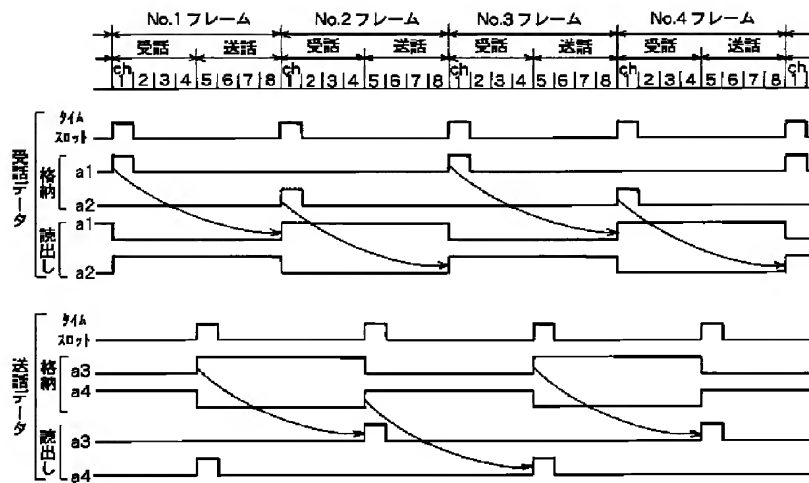 No.1 フレーム No.2 フレーム No.3 フレーム No.4 フレーム
受話 送話 受話 送話 受話 送話 受話 送話
ch ch ch ch ch
1 2 3 4 5 6 7 8 1 2 3 4 5 6 7 8 1 2 3 4 5 6 7 8 1 2 3 4 5 6 7 8 1
受話データ
タイム
スロット
格納
a1
a2
読出し
a1
a2
送話データ
タイム
スロット
格納
a3
a4
読出し
a3
a4